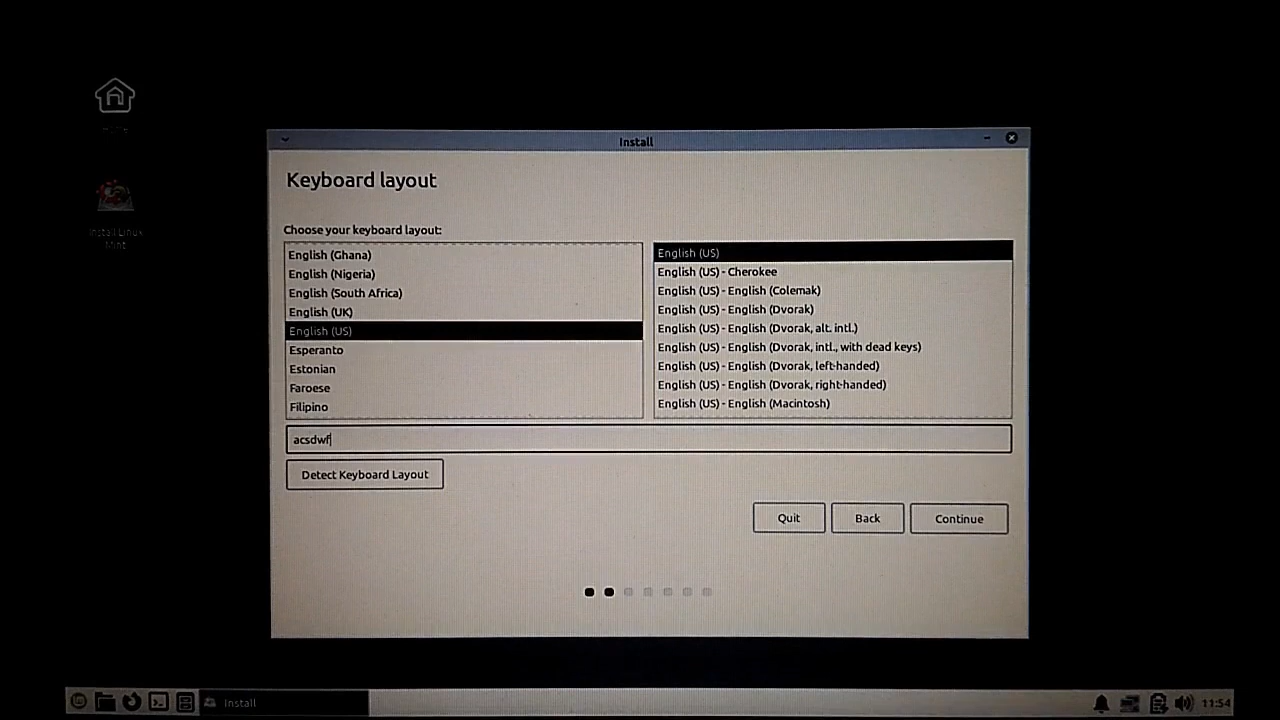 Install
Keyboard layout
Choose your keyboard layout:
English (Ghana)
English (Nigeria)
English (South Africa)
English (UK)
English (US)
Esperanto
Estonian
Faroese
Filipino
English (US)
English (US) - Cherokee
English (US) - English (Colemak)
English (US) - English (Dvorak)
English (US) - English (Dvorak, alt. intl.)
English (US) - English (Dvorak, intl., with dead keys)
English (US) - English (Dvorak, left-handed)
English (US) - English (Dvorak, right-handed)
English (US) - English (Macintosh)
acsdwf
Detect Keyboard Layout
Quit
Back
Continue
Install Linux
Mint
Install
11:54